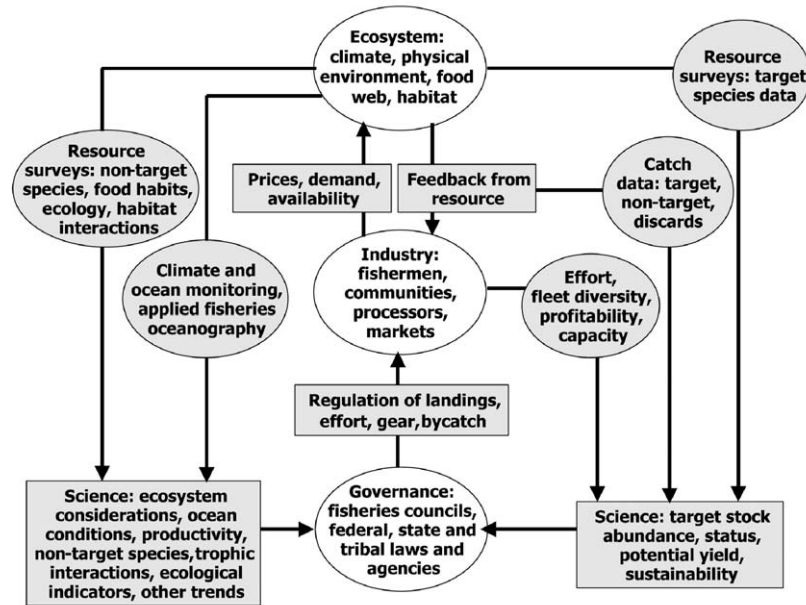 Ecosystem:
climate, physical
environment, food
web, habitat
Resource
surveys: target
species data
Resource
surveys: non-target
species, food habits,
ecology, habitat
interactions
Prices, demand,
availability
Feedback from
resource
Catch
data: target,
non-target,
discards
Climate and
ocean monitoring,
applied fisheries
oceanography
Industry:
fishermen,
communities,
processors,
markets
Effort,
fleet diversity,
profitability,
capacity
Regulation of landings,
effort, gear,bycatch
Science: ecosystem
considerations, ocean
conditions, productivity,
non-target species,trophic
interactions, ecological
indicators, other trends
Governance:
fisheries councils,
federal, state and
tribal laws and
agencies
Science: target stock
abundance, status,
potential yield,
sustainability